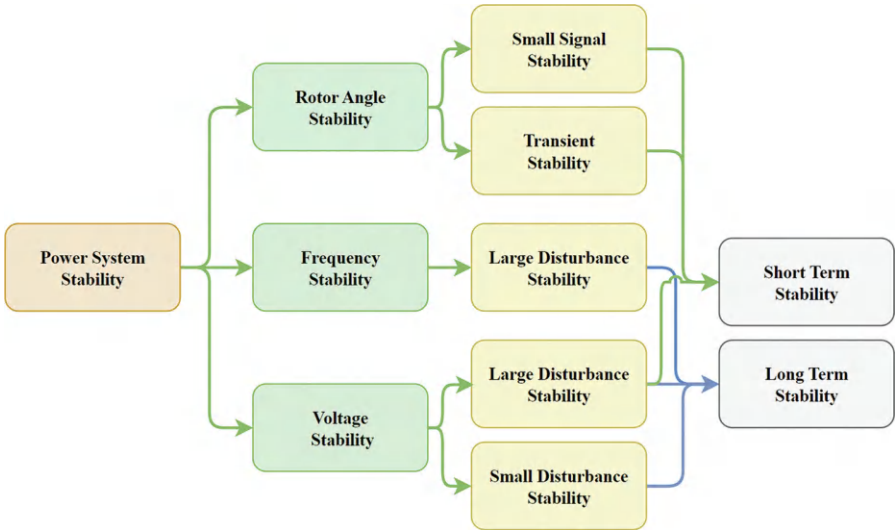 Power System
Stability
Rotor Angle
Stability
Frequency
Stability
Voltage
Stability
Small Signal
Stability
Transient
Stability
Large Disturbance
Stability
Large Disturbance
Stability
Small Disturbance
Stability
Short Term
Stability
Long Term
Stability